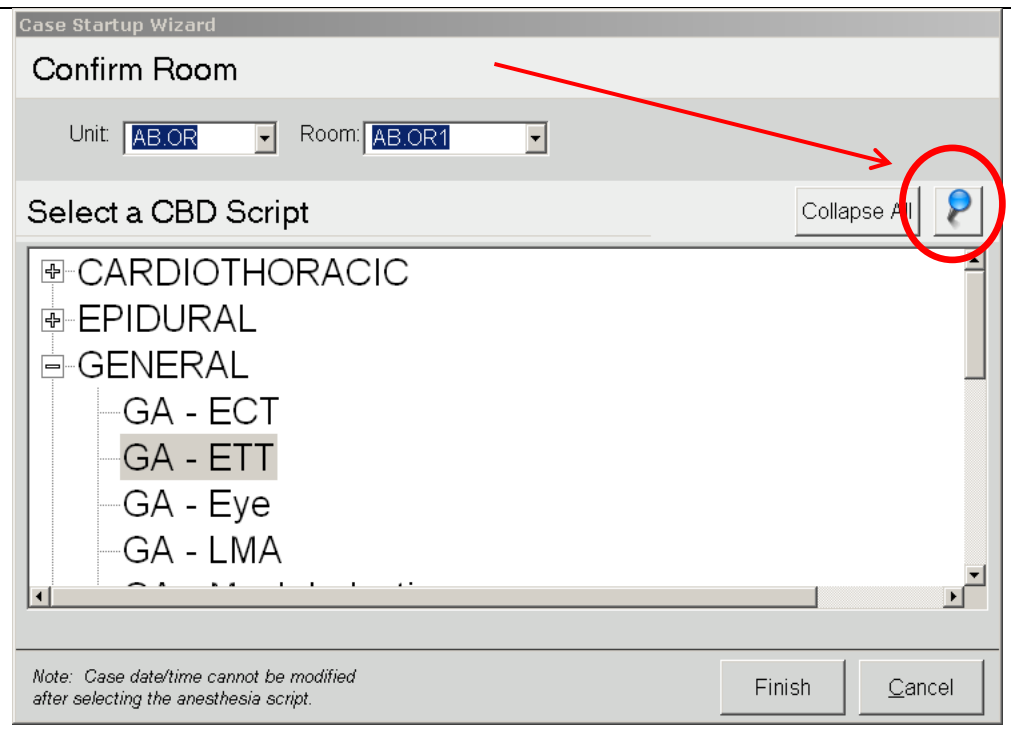 Case Startup Wizard
Confirm Room
Unit: AB.OR Room: AB.OR1
Select a CBD Script
Collapse All
CARDIOTHORACIC
EPIDURAL
GENERAL
GA - ECT
GA - ETT
GA - Eye
GA - LMA
Note: Case date/time cannot be modified
after selecting the anesthesia script.
Finish Cancel